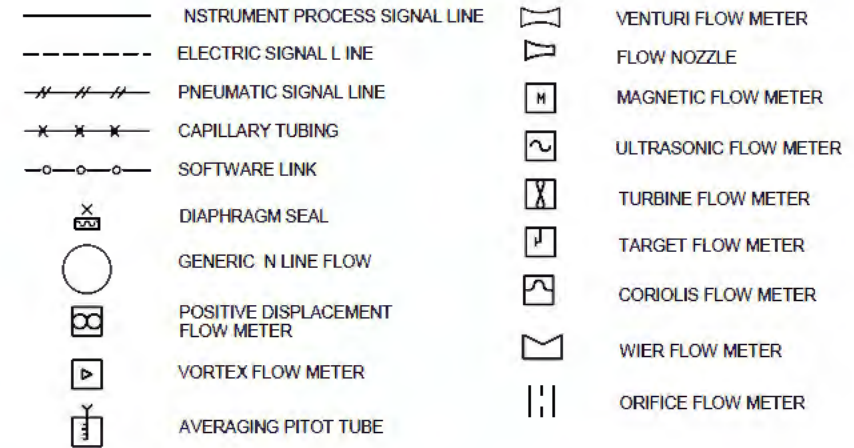 NSTRUMENT PROCESS SIGNAL LINE
ELECTRIC SIGNAL L INE
PNEUMATIC SIGNAL LINE
CAPILLARY TUBING
SOFTWARE LINK
X
DIAPHRAGM SEAL
GENERIC N LINE FLOW
POSITIVE DISPLACEMENT
FLOW METER
VORTEX FLOW METER
AVERAGING PITOT TUBE
VENTURI FLOW METER
FLOW NOZZLE
M
MAGNETIC FLOW METER
ULTRASONIC FLOW METER
TURBINE FLOW METER
TARGET FLOW METER
CORIOLIS FLOW METER
WIER FLOW METER
ORIFICE FLOW METER